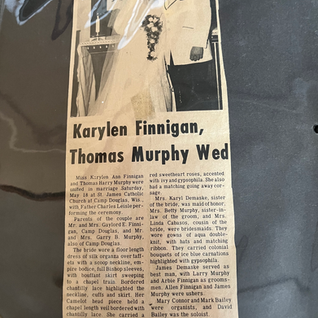 Karylen Finnigan,
Thomas Murphy Wed
Miss Karylen Ann Finnigan
and Thomas Harry Murphy were
united in marriage Saturday,
May 18 at St. James Catholic
Church at Camp Douglas, Wis.,
with Father Charles Leisle per-
forming the ceremony.
Parents of the couple are
Mr. and Mrs. Gaylord E. Finni-
gan, Camp Douglas, and Mr.
and Mrs. Garry B. Murphy,
also of Camp Douglas.
The bride wore a floor length
dress of silk organza over taff-
eta with a scoop neckline, em-
pire bodice, full Bishop sleeves,
with bouffant skirt sweeping
to a chapel train. Bordered
chantilly lace highlighted the
neckline, cuffs and skirt. Her
Camelot head piece held a
chapel length veil bordered with
chantilly lace. She carried a
red sweetheart roses, accented
with ivy and gypsophila. She also
had a matching going away cor-
sage.
Mrs. Karyl Demaske, sister
of the bride, was maid of honor.
Mrs. Betty Murphy, sister-in-
law of the groom, and Mrs.
Linda Cabazon, cousin of the
bride, were bridesmaids. They
wore gowns of aqua double-
knit, with hats and matching
ribbon. They carried colonial
bouquets of ice blue carnations
highlighted with gypsophila.
James Demaske served as
best man, with Larry Murphy
and Arbie Finnigan as grooms-
men. Allen Finnigan and James
Murphy were ushers.
Mary Connor and Mark Bailey
were organists, and David
Bailey was the soloist